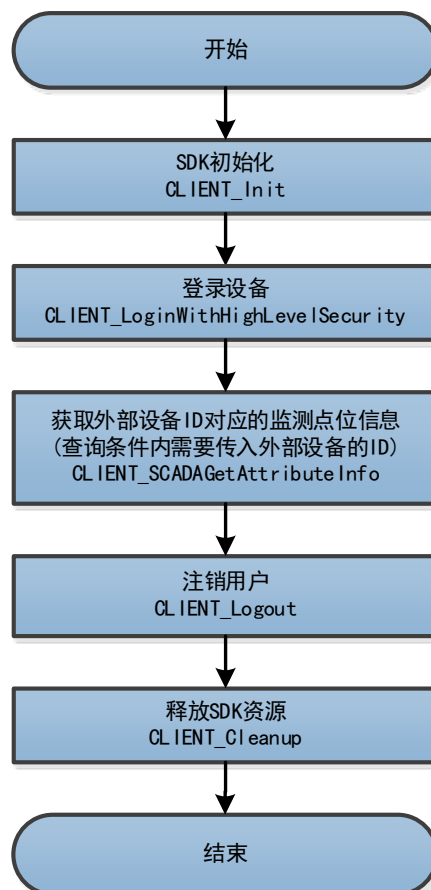 开始
SDK初始化
CLIENT_Init
登录设备
CLIENT_LoginWithHighLevelSecurity
获取外部设备ID对应的监测点位信息
(查询条件内需要传入外部设备的ID)
CLIENT_SCADAGetAttributeInfo
注销用户
CLIENT_Logout
释放SDK资源
CLIENT_Cleanup
结束